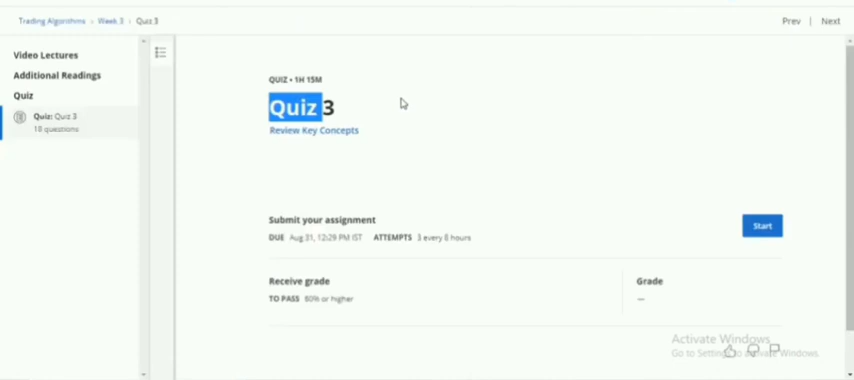 Trading Algorithms › Week 3 › Quiz 3
Prev | Next
Video Lectures
Additional Readings
Quiz
Quiz: Quiz 3
18 questions
QUIZ • 1H 15M
Quiz 3
Review Key Concepts
Submit your assignment
DUE Aug 31, 12:29 PM IST ATTEMPTS 3 every 8 hours
Start
Receive grade
TO PASS 80% or higher
Grade
—
Activate Windows
Go to Settings to activate Windows.